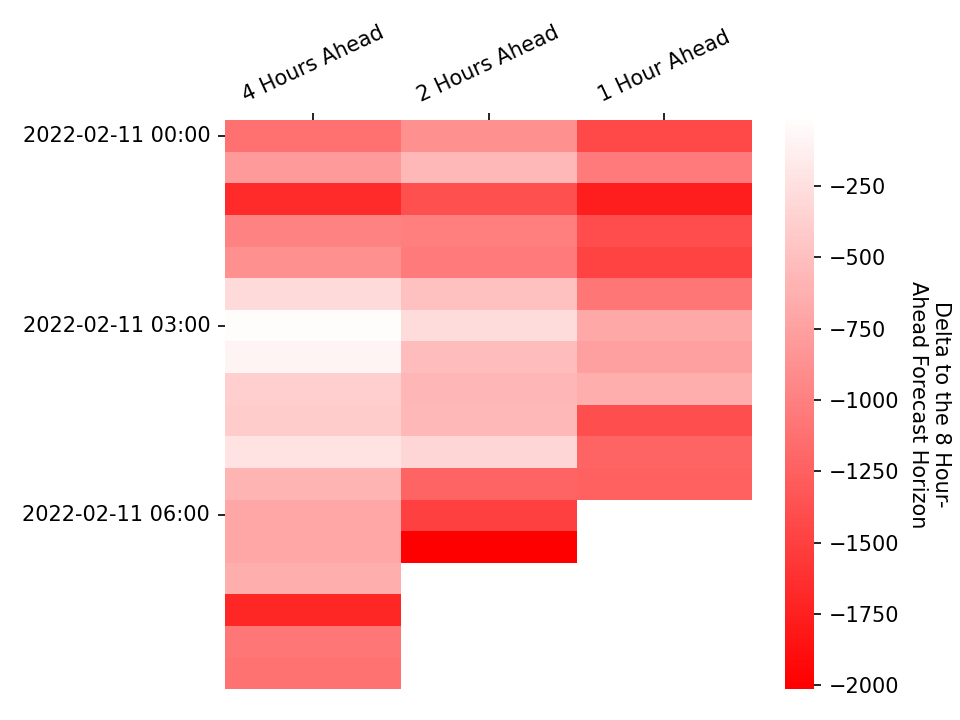 4 Hours Ahead
2 Hours Ahead
1 Hour Ahead
2022-02-11 00:00
2022-02-11 03:00
2022-02-11 06:00
−250
−500
−750
−1000
−1250
−1500
−1750
−2000
Delta to the 8 Hour-
Ahead Forecast Horizon